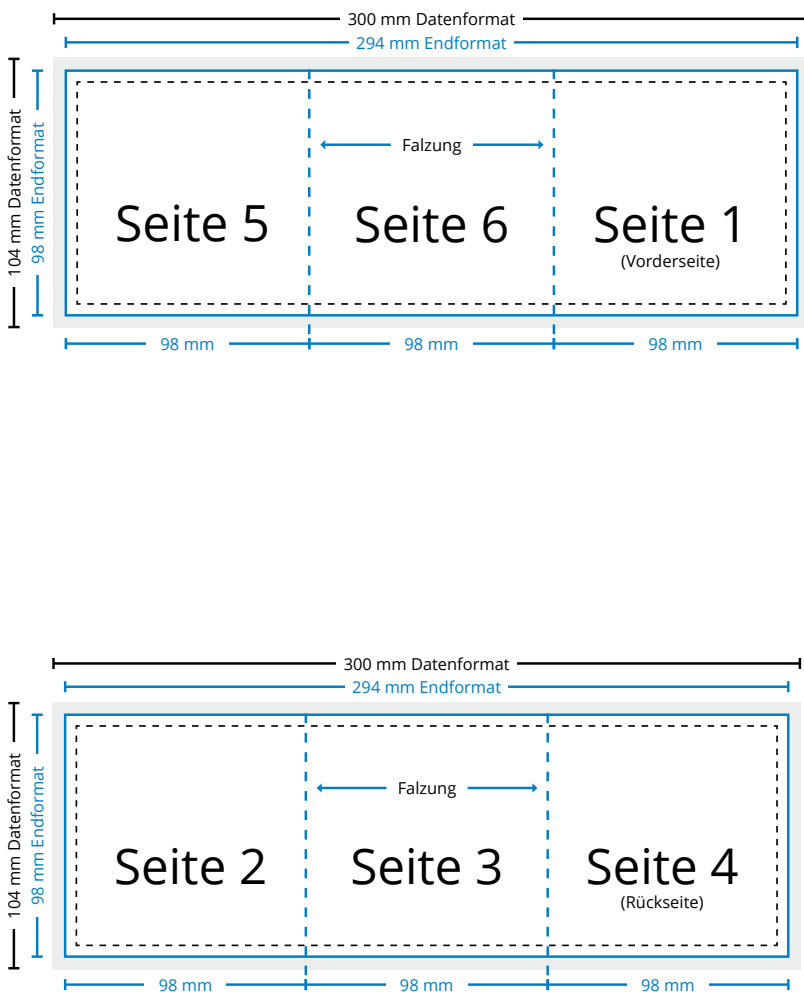 300 mm Datenformat
294 mm Endformat
104 mm Datenformat
98 mm Endformat
Falzung
Seite 5
Seite 6
Seite 1
(Vorderseite)
98 mm
98 mm
98 mm
300 mm Datenformat
294 mm Endformat
104 mm Datenformat
98 mm Endformat
Falzung
Seite 2
Seite 3
Seite 4
(Rückseite)
98 mm
98 mm
98 mm